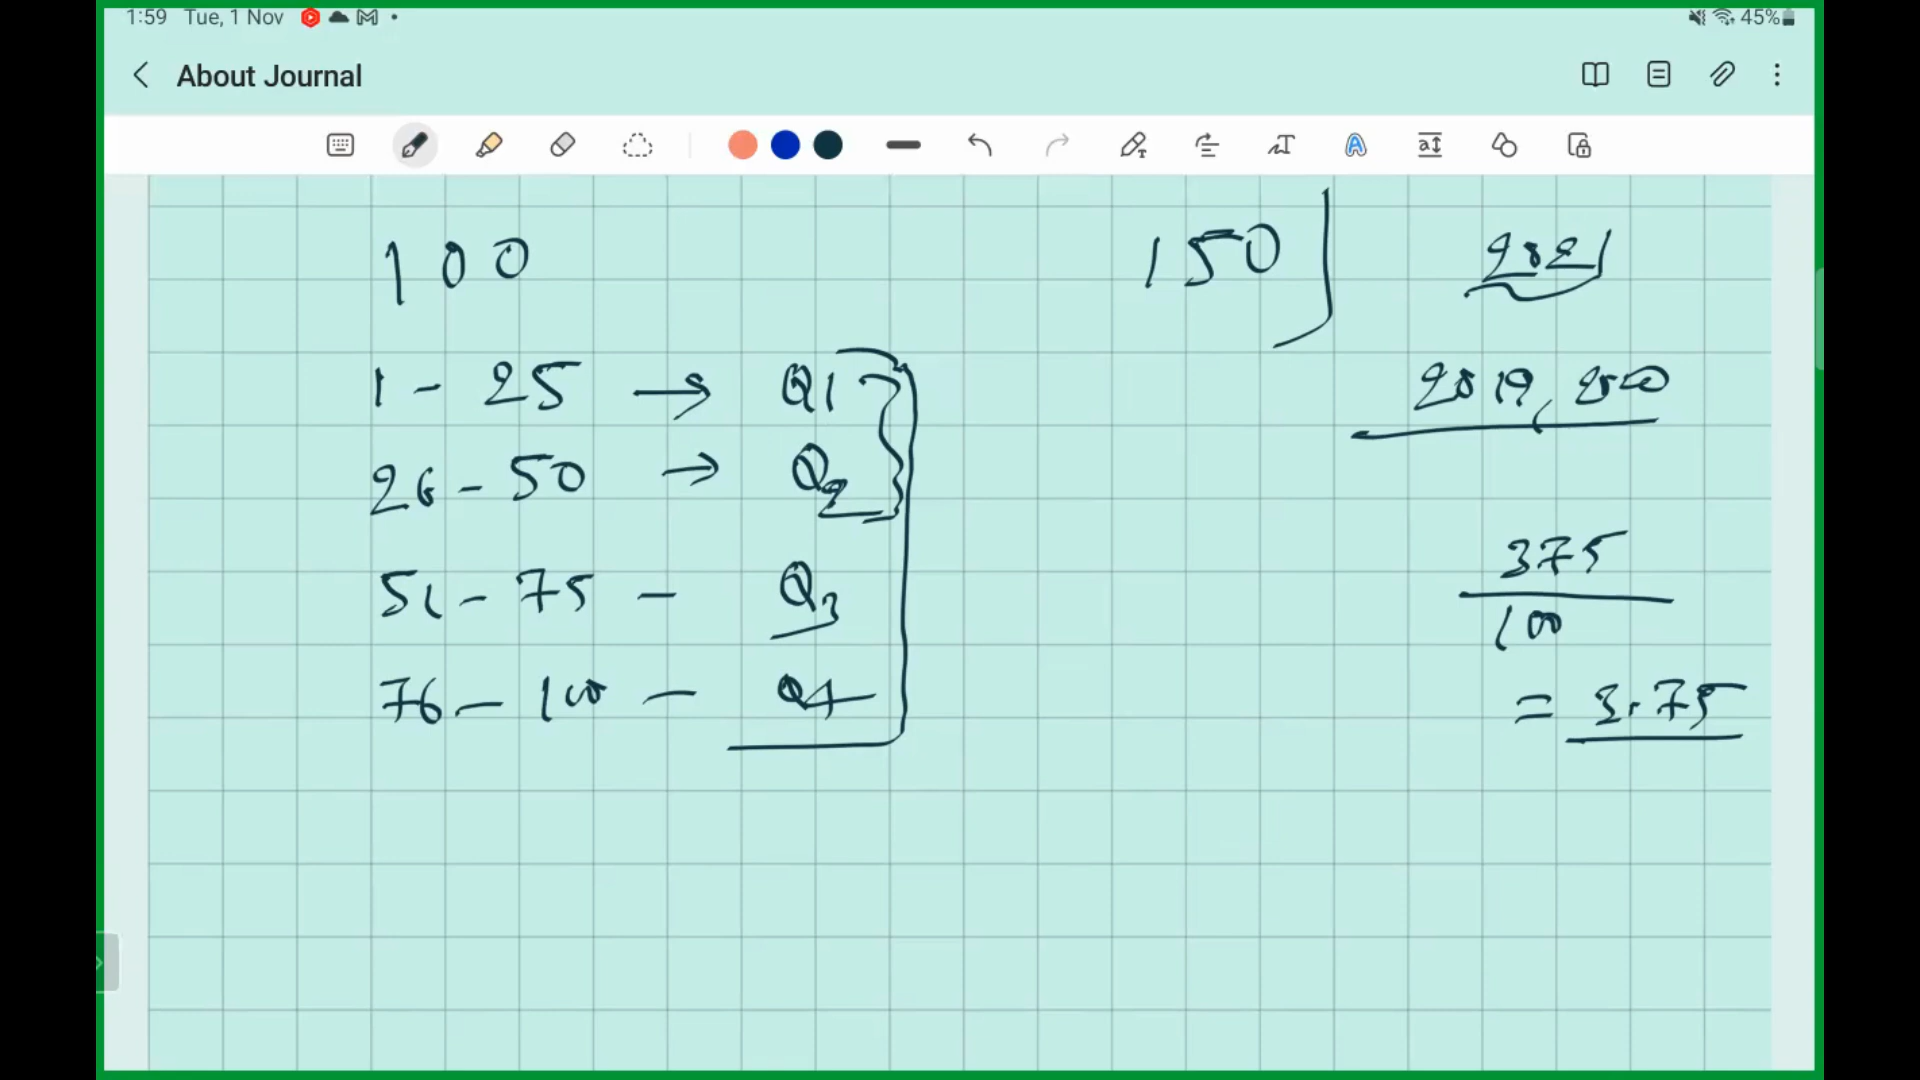 1:59 Tue, 1 Nov
45%
About Journal
100
1 - 25 → Q1
26 - 50 → Q2
51 - 75 - Q3
76 - 100 - Q4
150
2021
2019, 200
375
100
= 3.75